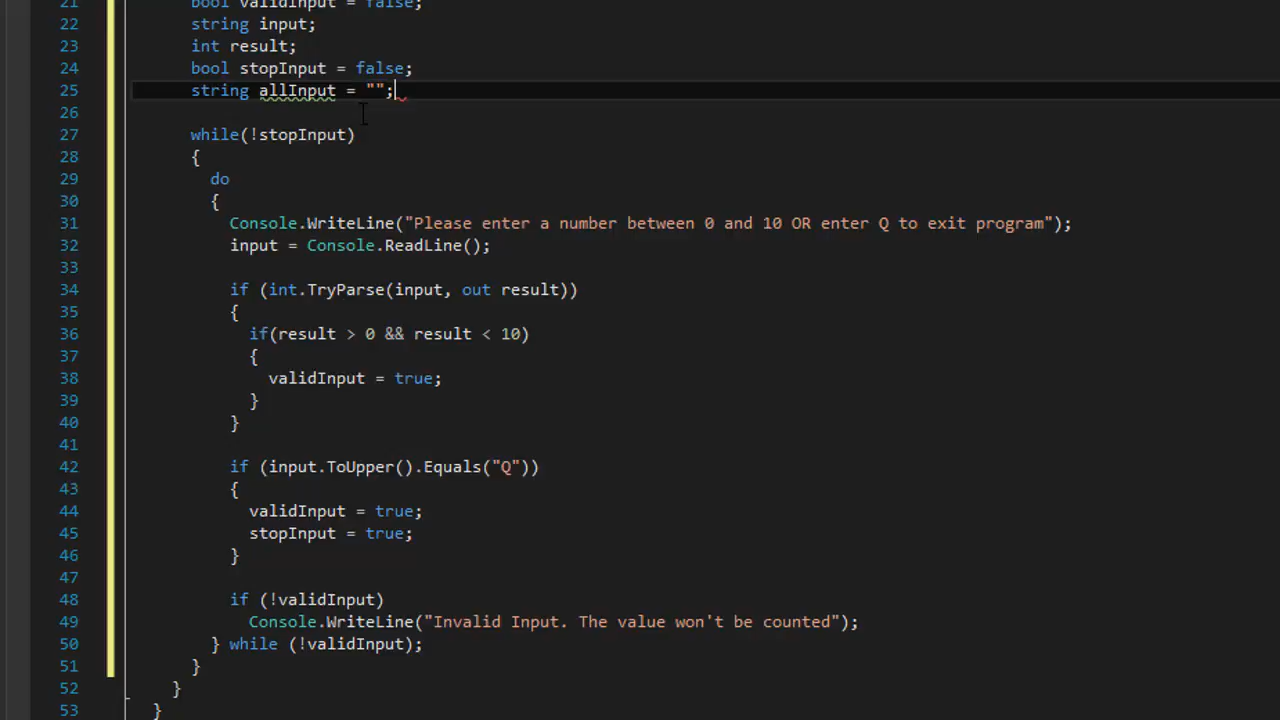 21 bool validInput = false;
22 string input;
23 int result;
24 bool stopInput = false;
25 string allInput = "";
26
27 while(!stopInput)
28 {
29 do
30 {
31 Console.WriteLine("Please enter a number between 0 and 10 OR enter Q to exit program");
32 input = Console.ReadLine();
33
34 if (int.TryParse(input, out result))
35 {
36 if(result > 0 && result < 10)
37 {
38 validInput = true;
39 }
40 }
41
42 if (input.ToUpper().Equals("Q"))
43 {
44 validInput = true;
45 stopInput = true;
46 }
47
48 if (!validInput)
49 Console.WriteLine("Invalid Input. The value won't be counted");
50 } while (!validInput);
51 }
52 }
53 }